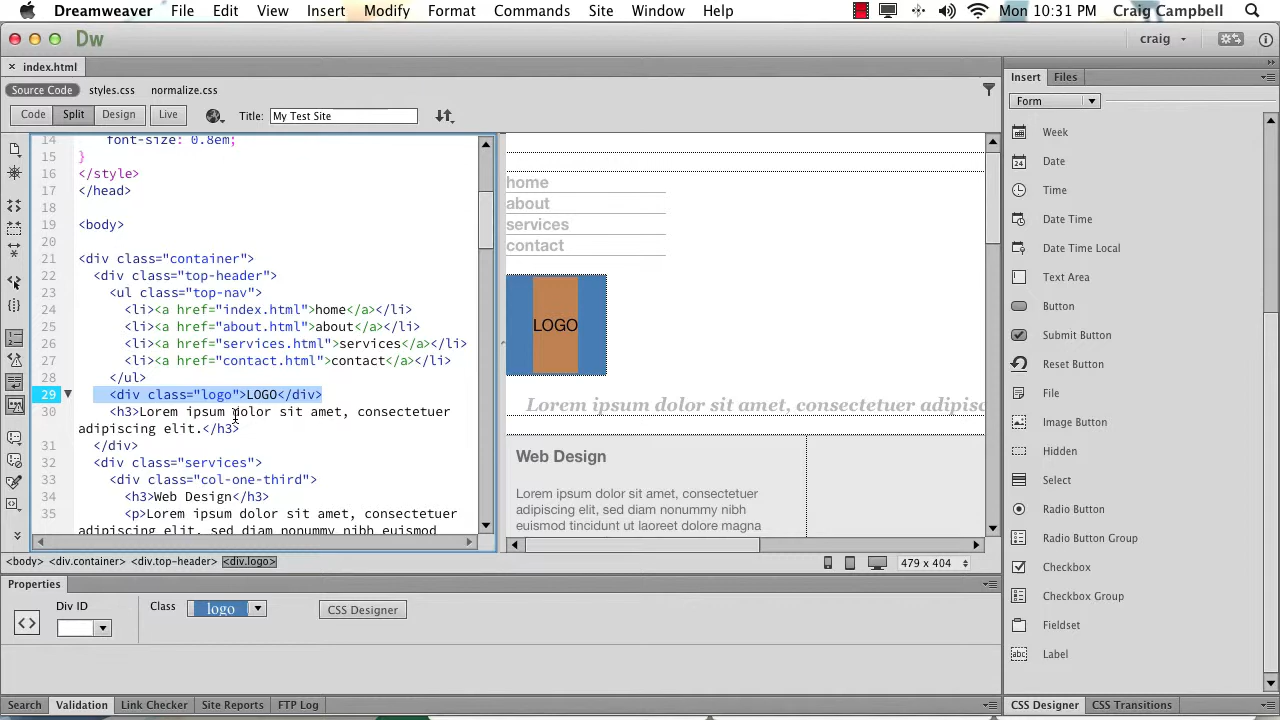 Dreamweaver File Edit View Insert Modify Format Commands Site Window Help Mon 10:31 PM Craig Campbell
Dw craig
× index.html
Source Code styles.css normalize.css
Code Split Design Live Title: My Test Site
14 font-size: 0.8em;
15 }
16 </style>
17 </head>
18
19 <body>
20
21 <div class="container">
22 <div class="top-header">
23 <ul class="top-nav">
24 <li><a href="index.html">home</a></li>
25 <li><a href="about.html">about</a></li>
26 <li><a href="services.html">services</a></li>
27 <li><a href="contact.html">contact</a></li>
28 </ul>
29 <div class="logo">LOGO</div>
30 <h3>Lorem ipsum dolor sit amet, consectetuer
adipiscing elit.</h3>
31 </div>
32 <div class="services">
33 <div class="col-one-third">
34 <h3>Web Design</h3>
35 <p>Lorem ipsum dolor sit amet, consectetuer
adipiscing elit, sed diam nonummy nibh euismod
home
about
services
contact
LOGO
Lorem ipsum dolor sit amet, consectetuer adipisc
Web Design
Lorem ipsum dolor sit amet, consectetuer
adipiscing elit, sed diam nonummy nibh
euismod tincidunt ut laoreet dolore magna
<body> <div.container> <div.top-header> <div.logo> 479 x 404
Properties
Div ID
Class logo CSS Designer
Search Validation Link Checker Site Reports FTP Log
Insert Files
Form
Week
Date
Time
Date Time
Date Time Local
Text Area
Button
Submit Button
Reset Button
File
Image Button
Hidden
Select
Radio Button
Radio Button Group
Checkbox
Checkbox Group
Fieldset
abc Label
CSS Designer CSS Transitions